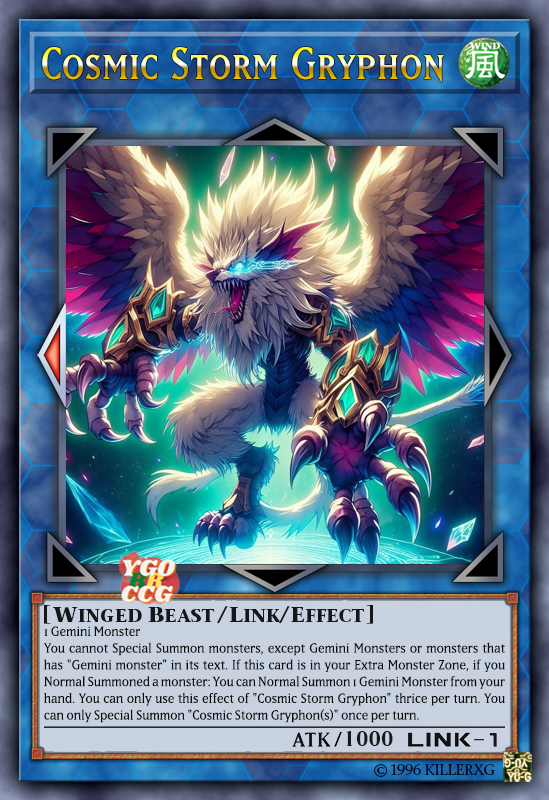 COSMIC STORM GRYPHON
WIND
風
YGO
RR
CCG
[WINGED BEAST/LINK/EFFECT]
1 Gemini Monster
You cannot Special Summon monsters, except Gemini Monsters or monsters that
has "Gemini monster" in its text. If this card is in your Extra Monster Zone, if you
Normal Summoned a monster: You can Normal Summon 1 Gemini Monster from your
hand. You can only use this effect of "Cosmic Storm Gryphon" thrice per turn. You
can only Special Summon "Cosmic Storm Gryphon(s)" once per turn.
ATK/1000 LINK-1
© 1996 KILLERXG